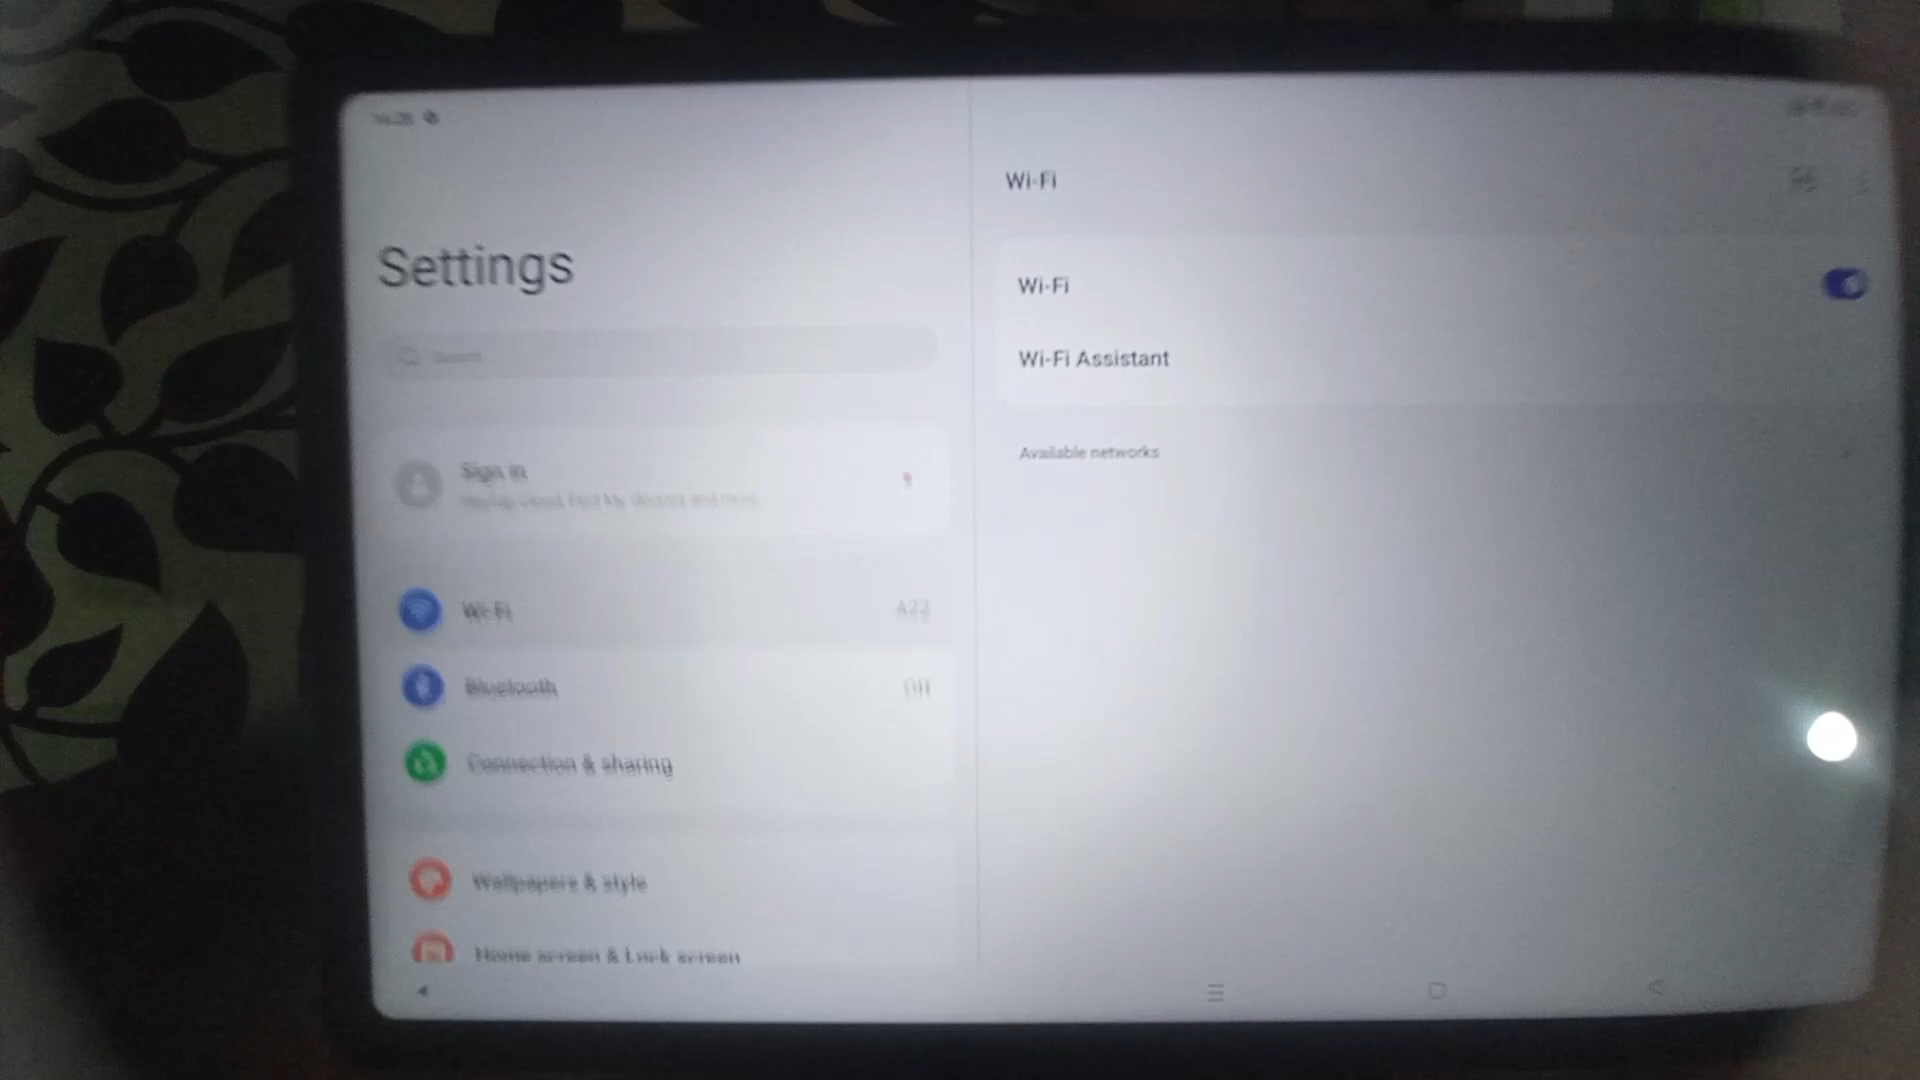 Settings
Sign in
Wi-Fi
A22
Bluetooth
Off
Connection & sharing
Wallpapers & style
Home screen & Lock screen
Wi-Fi
Wi-Fi
Wi-Fi Assistant
Available networks